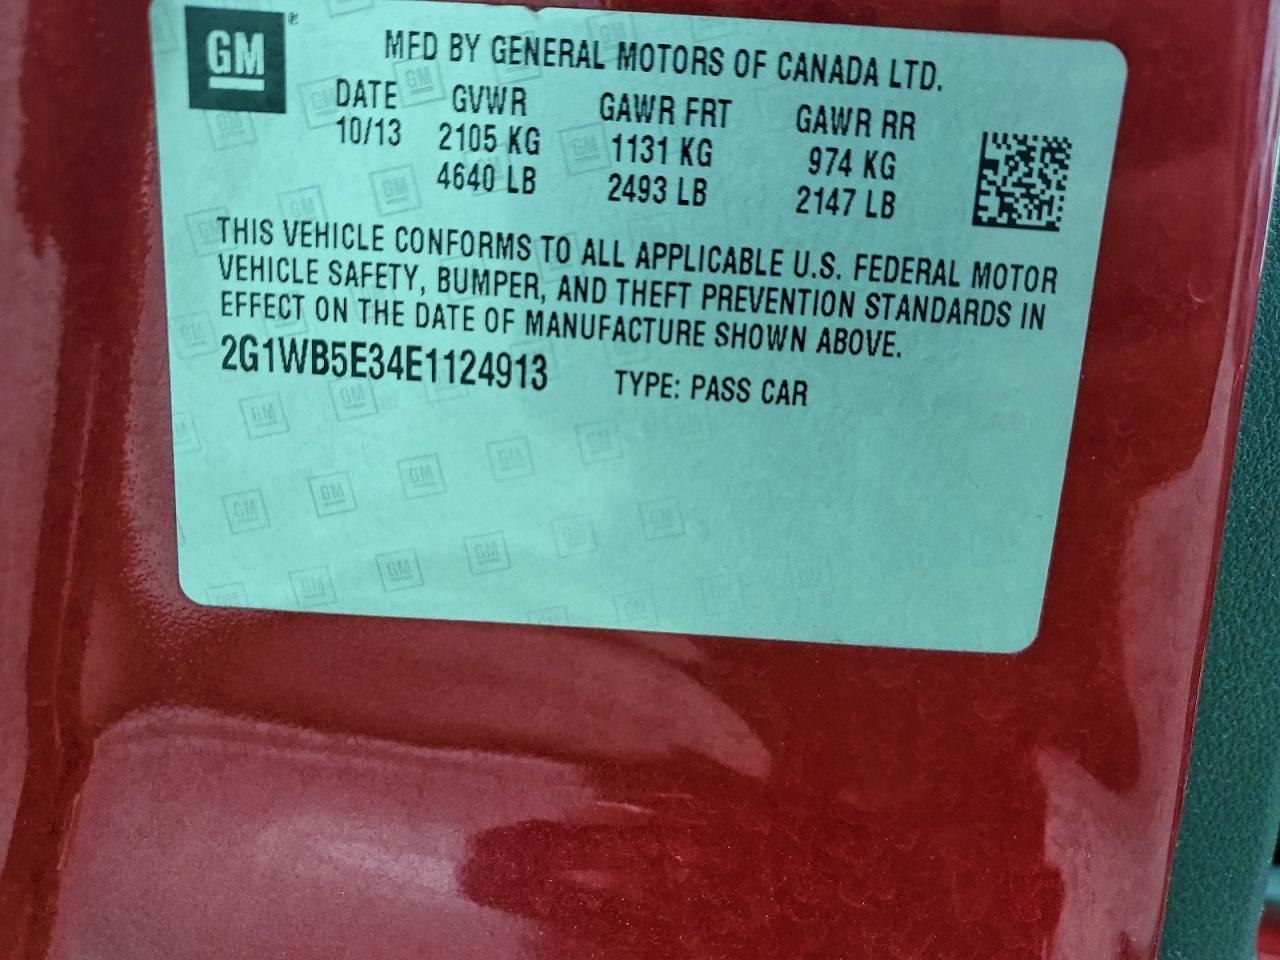 GM ®
MFD BY GENERAL MOTORS OF CANADA LTD.
DATE GVWR GAWR FRT GAWR RR
10/13 2105 KG 1131 KG 974 KG
4640 LB 2493 LB 2147 LB
THIS VEHICLE CONFORMS TO ALL APPLICABLE U.S. FEDERAL MOTOR
VEHICLE SAFETY, BUMPER, AND THEFT PREVENTION STANDARDS IN
EFFECT ON THE DATE OF MANUFACTURE SHOWN ABOVE.
2G1WB5E34E1124913 TYPE: PASS CAR